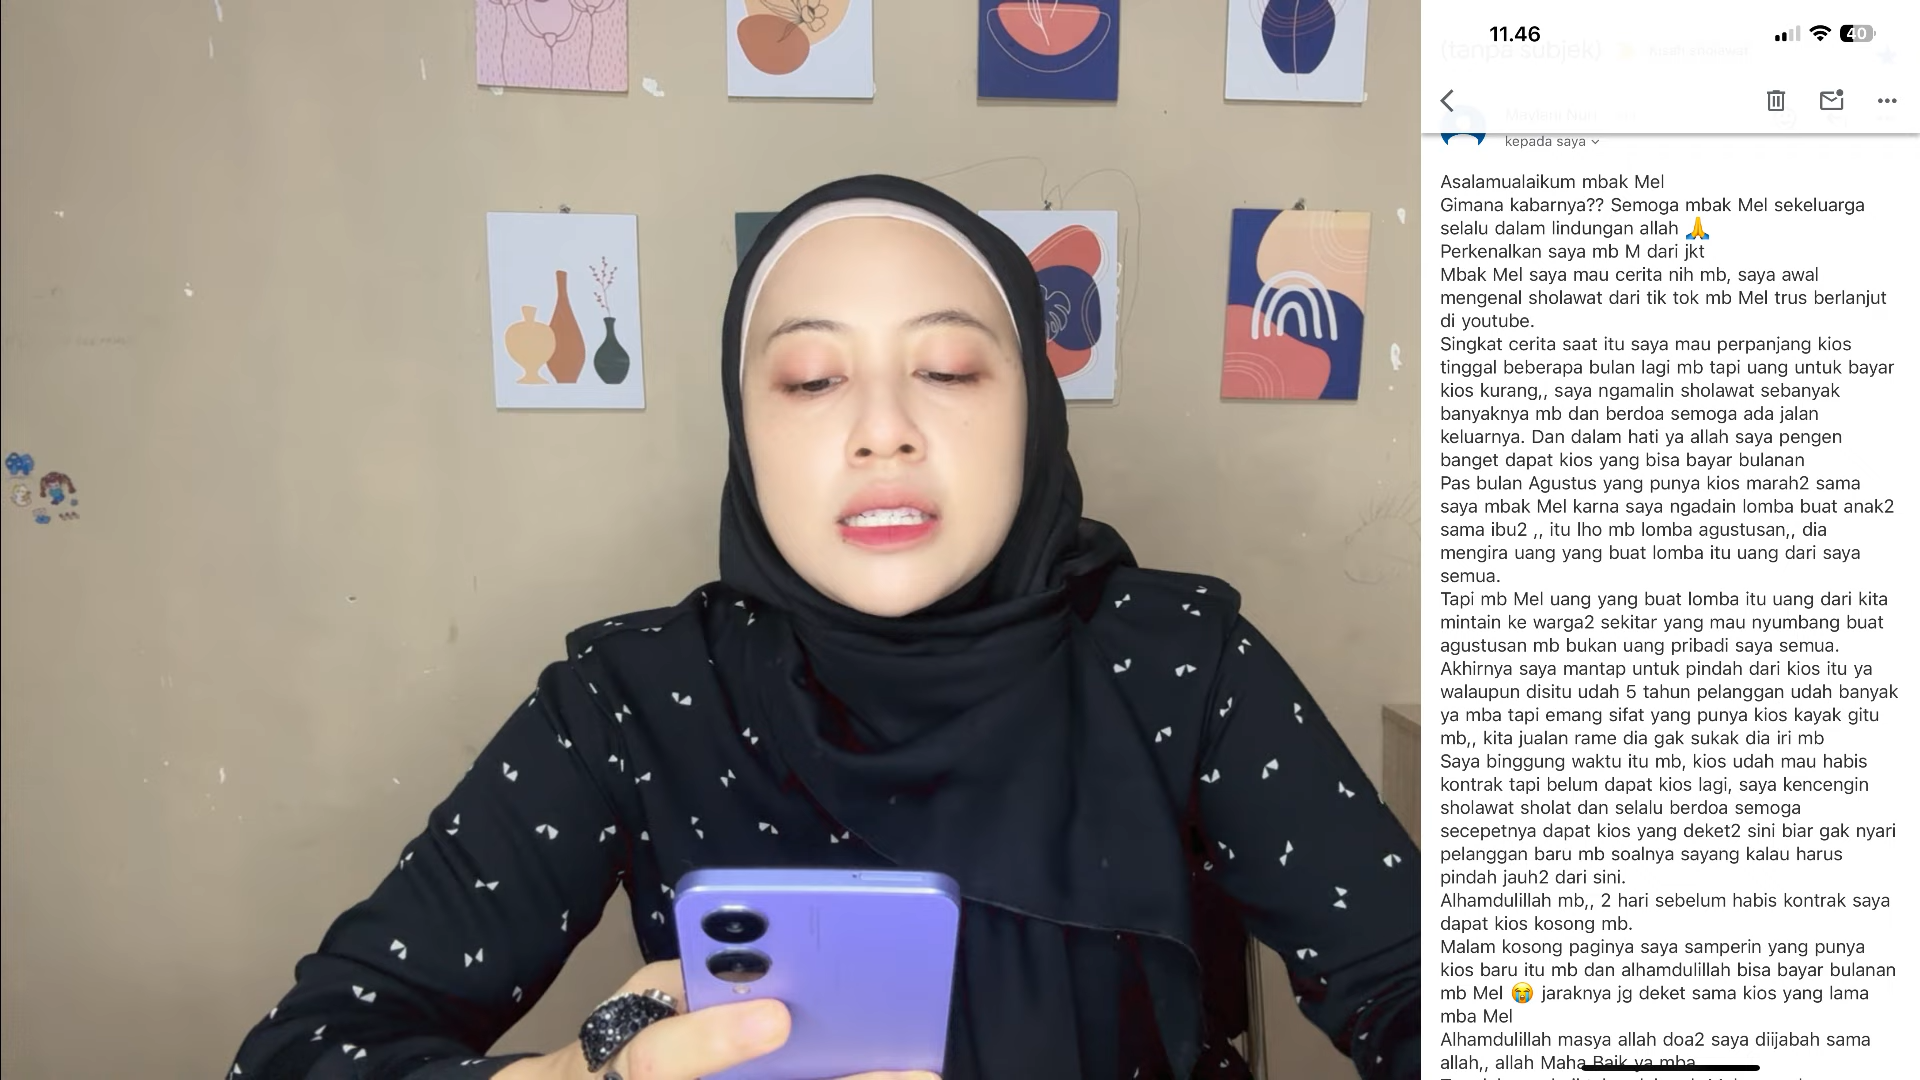 11.46
40
(tanpa subjek)
Kisah sholawat
kepada saya
Asalamualaikum mbak Mel
Gimana kabarnya?? Semoga mbak Mel sekeluarga
selalu dalam lindungan allah 🙏
Perkenalkan saya mb M dari jkt
Mbak Mel saya mau cerita nih mb, saya awal
mengenal sholawat dari tik tok mb Mel trus berlanjut
di youtube.
Singkat cerita saat itu saya mau perpanjang kios
tinggal beberapa bulan lagi mb tapi uang untuk bayar
kios kurang,, saya ngamalin sholawat sebanyak
banyaknya mb dan berdoa semoga ada jalan
keluarnya. Dan dalam hati ya allah saya pengen
banget dapat kios yang bisa bayar bulanan
Pas bulan Agustus yang punya kios marah2 sama
saya mbak Mel karna saya ngadain lomba buat anak2
sama ibu2 ,, itu lho mb lomba agustusan,, dia
mengira uang yang buat lomba itu uang dari saya
semua.
Tapi mb Mel uang yang buat lomba itu uang dari kita
mintain ke warga2 sekitar yang mau nyumbang buat
agustusan mb bukan uang pribadi saya semua.
Akhirnya saya mantap untuk pindah dari kios itu ya
walaupun disitu udah 5 tahun pelanggan udah banyak
ya mba tapi emang sifat yang punya kios kayak gitu
mb,, kita jualan rame dia gak sukak dia iri mb
Saya binggung waktu itu mb, kios udah mau habis
kontrak tapi belum dapat kios lagi, saya kencengin
sholawat sholat dan selalu berdoa semoga
secepetnya dapat kios yang deket2 sini biar gak nyari
pelanggan baru mb soalnya sayang kalau harus
pindah jauh2 dari sini.
Alhamdulillah mb,, 2 hari sebelum habis kontrak saya
dapat kios kosong mb.
Malam kosong paginya saya samperin yang punya
kios baru itu mb dan alhamdulillah bisa bayar bulanan
mb Mel 😭 jaraknya jg deket sama kios yang lama
mba Mel
Alhamdulillah masya allah doa2 saya diijabah sama
allah,, allah Maha Baik ya mba